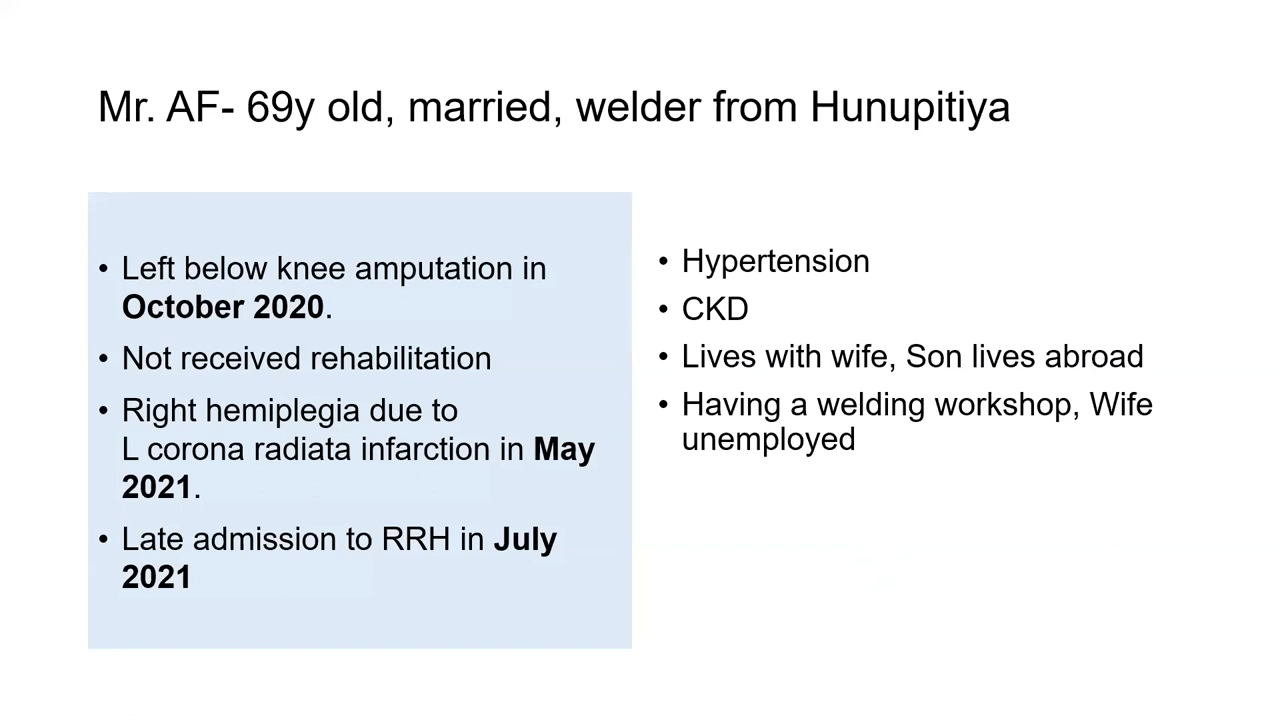 Mr. AF- 69y old, married, welder from Hunupitiya
• Left below knee amputation in
October 2020.
• Not received rehabilitation
• Right hemiplegia due to
L corona radiata infarction in May
2021.
• Late admission to RRH in July
2021
• Hypertension
• CKD
• Lives with wife, Son lives abroad
• Having a welding workshop, Wife
unemployed